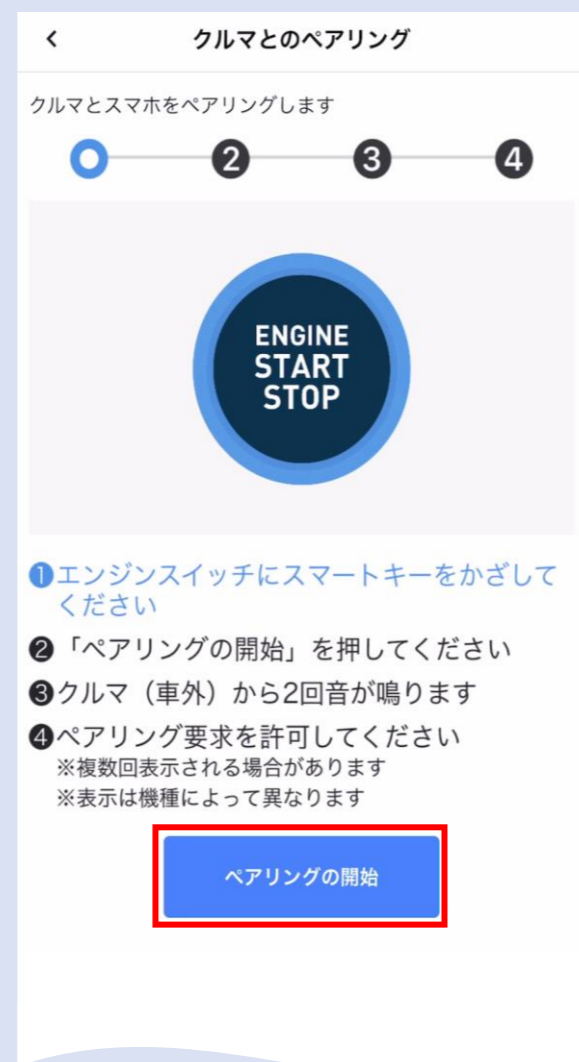 クルマとのペアリング
クルマとスマホをペアリングします
2 3 4
ENGINE
START
STOP
❶エンジンスイッチにスマートキーをかざして
ください
❷「ペアリングの開始」を押してください
❸クルマ（車外）から2回音が鳴ります
❹ペアリング要求を許可してください
※複数回表示される場合があります
※表示は機種によって異なります
ペアリングの開始